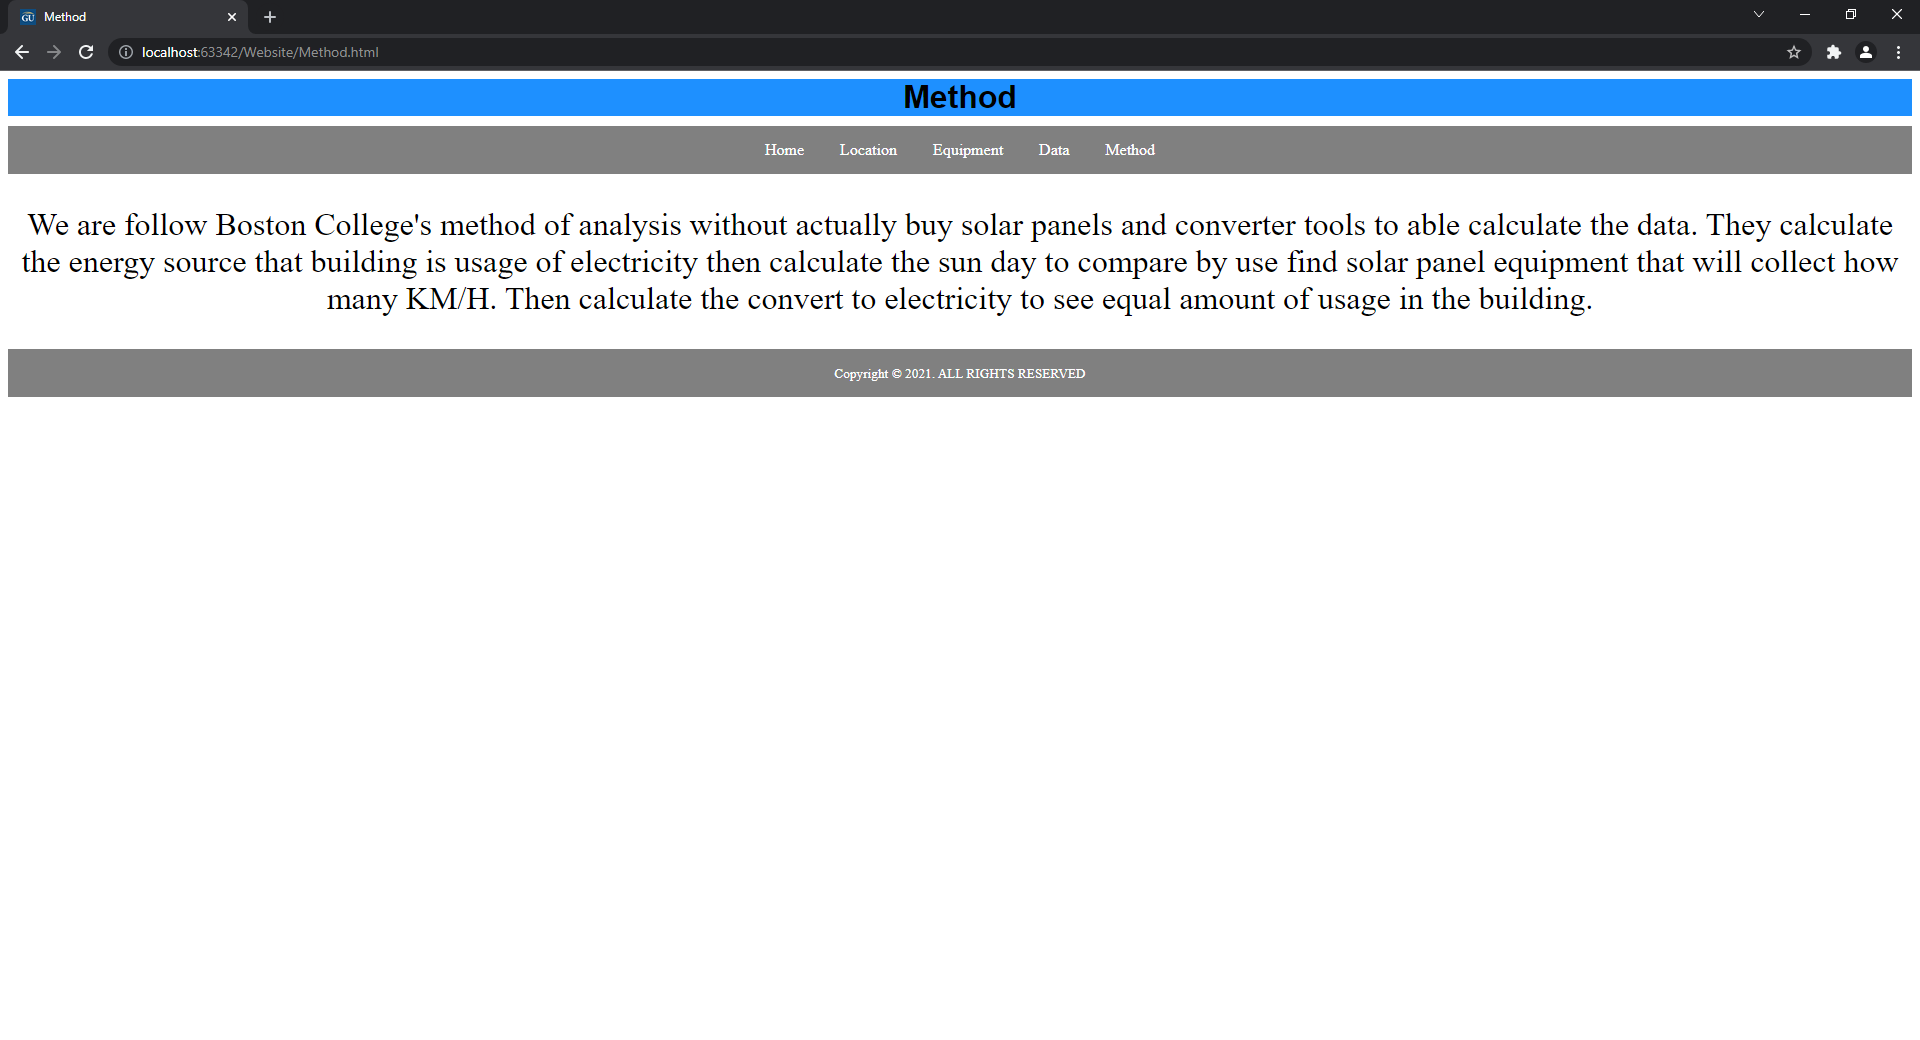 GU Method
localhost:63342/Website/Method.html
Method
Home Location Equipment Data Method
We are follow Boston College's method of analysis without actually buy solar panels and converter tools to able calculate the data. They calculate
the energy source that building is usage of electricity then calculate the sun day to compare by use find solar panel equipment that will collect how
many KM/H. Then calculate the convert to electricity to see equal amount of usage in the building.
Copyright © 2021. ALL RIGHTS RESERVED